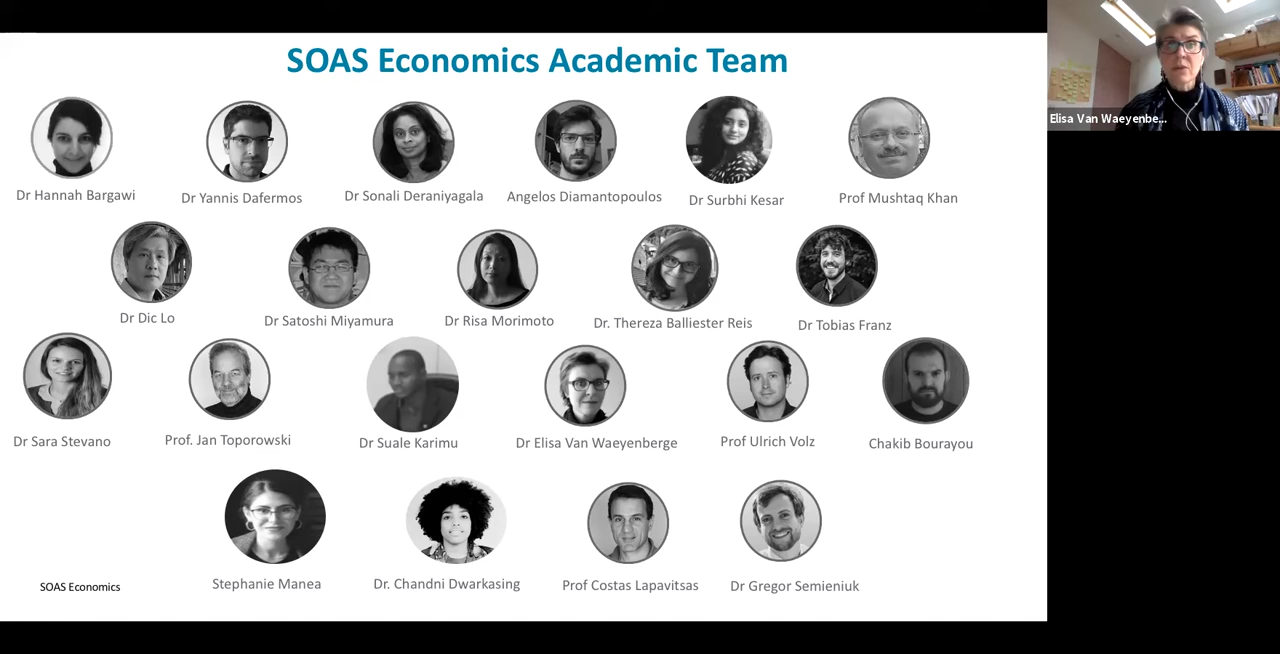 SOAS Economics Academic Team
Elisa Van Waeyenbe...
Dr Hannah Bargawi
Dr Yannis Dafermos
Dr Sonali Deraniyagala
Angelos Diamantopoulos
Dr Surbhi Kesar
Prof Mushtaq Khan
Dr Dic Lo
Dr Satoshi Miyamura
Dr Risa Morimoto
Dr. Thereza Balliester Reis
Dr Tobias Franz
Dr Sara Stevano
Prof. Jan Toporowski
Dr Suale Karimu
Dr Elisa Van Waeyenberge
Prof Ulrich Volz
Chakib Bourayou
Stephanie Manea
Dr. Chandni Dwarkasing
Prof Costas Lapavitsas
Dr Gregor Semieniuk
SOAS Economics